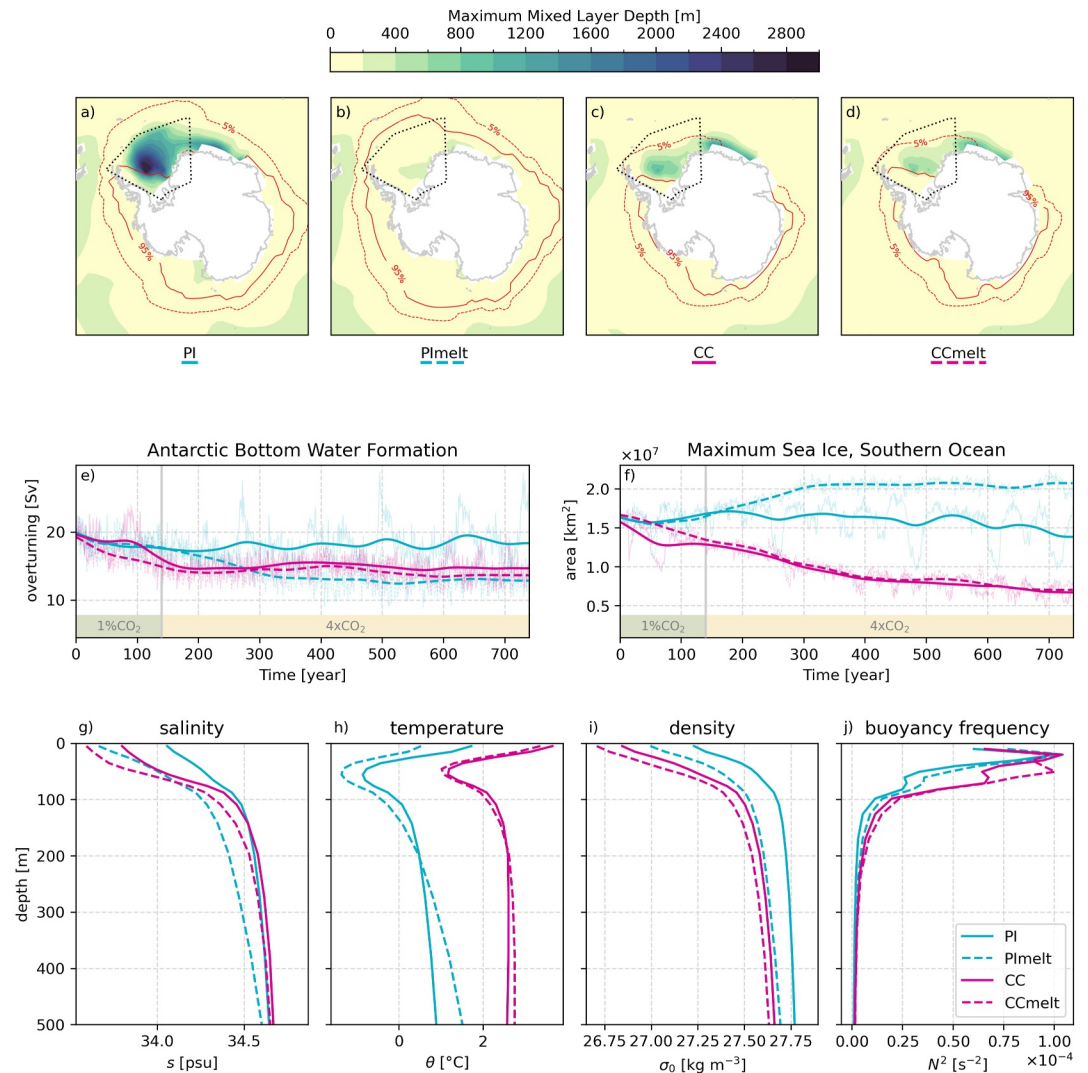 Maximum Mixed Layer Depth [m]
0 400 800 1200 1600 2000 2400 2800
a) b) c) d)
5% 5% 5% 5%
95%
95% 95% 5% 95% 5%
PI PImelt CC CCmelt
Antarctic Bottom Water Formation
e)
overturning [Sv]
20
10
1%CO₂ 4xCO₂
0 100 200 300 400 500 600 700
Time [year]
Maximum Sea Ice, Southern Ocean
×10⁷
f)
area [km²]
2.0
1.5
1.0
0.5
1%CO₂ 4xCO₂
0 100 200 300 400 500 600 700
Time [year]
g) salinity
depth [m]
0
100
200
300
400
500
34.0 34.5
s [psu]
h) temperature
0 2
θ [°C]
i) density
26.75 27.00 27.25 27.50 27.75
σ₀ [kg m⁻³]
j) buoyancy frequency
PI
PImelt
CC
CCmelt
0.00 0.25 0.50 0.75 1.00
N² [s⁻²] ×10⁻⁴